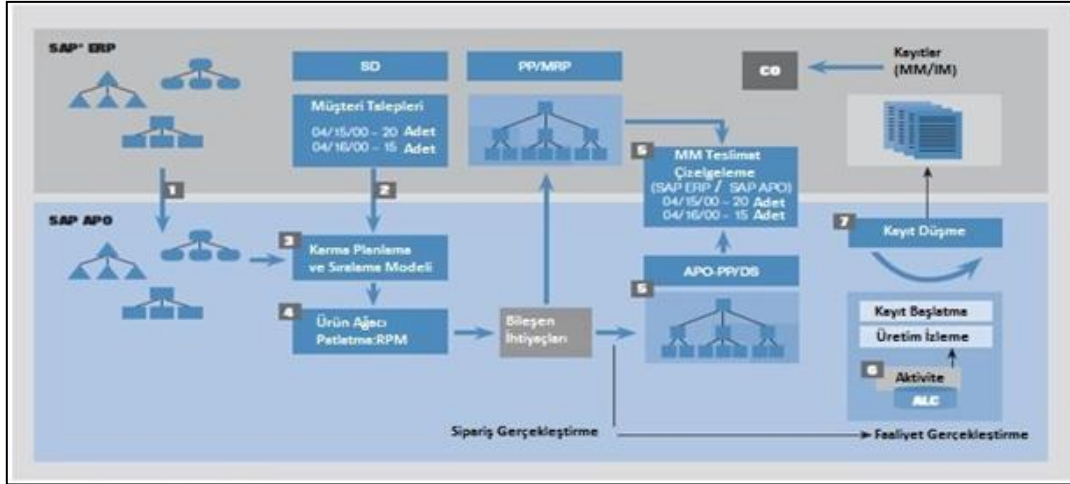 SAP® ERP
SD
Müşteri Telepleri
04/15/00 – 20 Adet
04/16/00 – 15 Adet
PP/MRP
CO
Kayıtler
(MM/IM)
1
2
5
MM Teslimat
Çizelgeleme
(SAP ERP / SAP APO)
04/15/00 – 20 Adet
04/16/00 – 15 Adet
SAP APO
3
Karma Planlama
ve Sıralama Modeli
4
Ürün Ağacı
Patlatma:RPM
Bileşen
İhtiyaçları
APO-PP/DS
5
7
Kayıt Düşme
Kayıt Başlatma
Üretim İzleme
6
Aktivite
ALC
Sipariş Gerçekleştirme
Faaliyet Gerçekleştirme